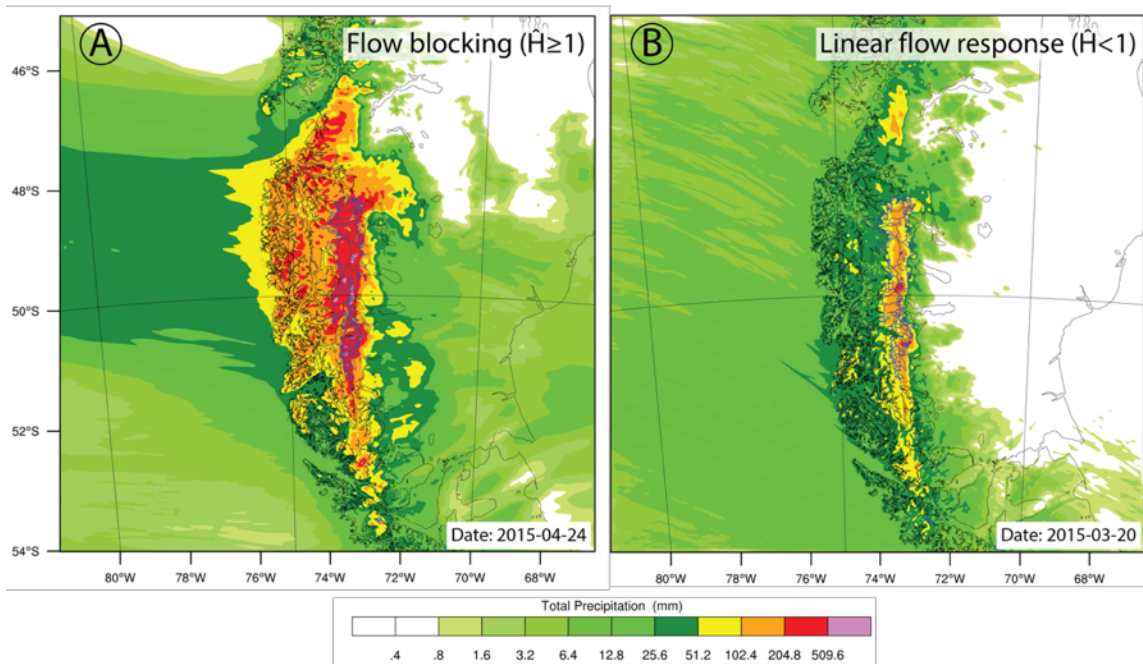 A
Flow blocking (Ĥ≥1)
B
Linear flow response (Ĥ<1)
46°S
48°S
50°S
52°S
54°S
Date: 2015-04-24
Date: 2015-03-20
80°W 78°W 76°W 74°W 72°W 70°W 68°W
80°W 78°W 76°W 74°W 72°W 70°W 68°W
Total Precipitation (mm)
.4 .8 1.6 3.2 6.4 12.8 25.6 51.2 102.4 204.8 509.6